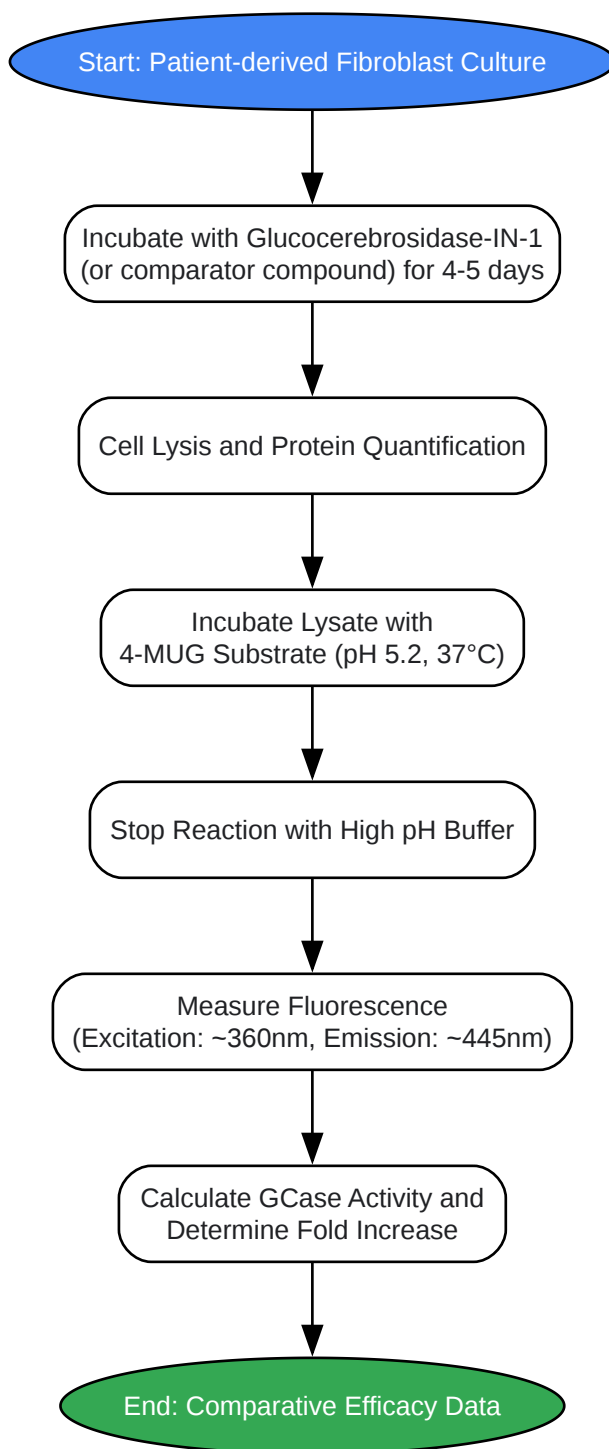 Start: Patient-derived Fibroblast Culture
Incubate with Glucocerebrosidase-IN-1
(or comparator compound) for 4-5 days
Cell Lysis and Protein Quantification
Incubate Lysate with
4-MUG Substrate (pH 5.2, 37°C)
Stop Reaction with High pH Buffer
Measure Fluorescence
(Excitation: ~360nm, Emission: ~445nm)
Calculate GCase Activity and
Determine Fold Increase
End: Comparative Efficacy Data